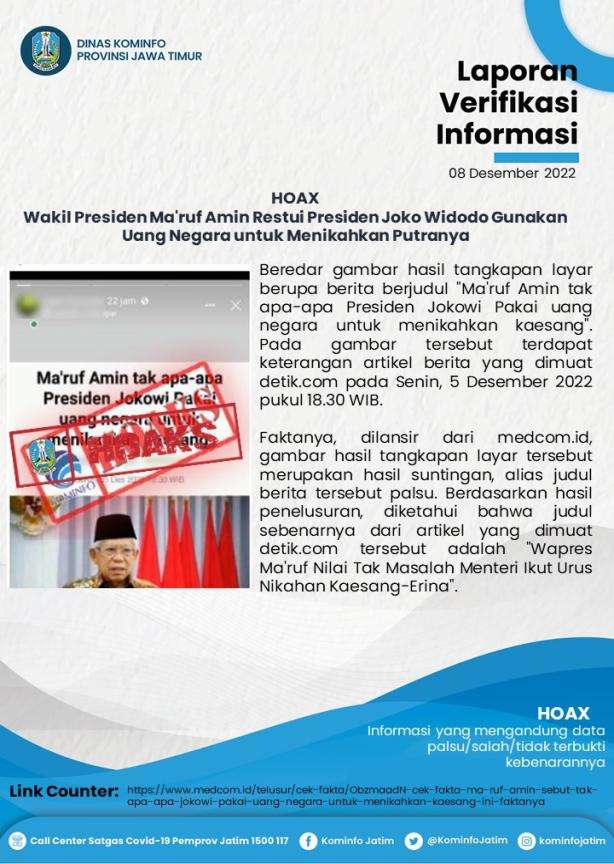 DINAS KOMINFO
PROVINSI JAWA TIMUR
Laporan
Verifikasi
Informasi
08 Desember 2022
HOAX
Wakil Presiden Ma'ruf Amin Restui Presiden Joko Widodo Gunakan
Uang Negara untuk Menikahkan Putranya
22 jam
Ma'ruf Amin tak apa-apa
Presiden Jokowi Pakai
uang negara untuk
menikahkan kaesang
HOAKS
KOMINFO
Beredar gambar hasil tangkapan layar
berupa berita berjudul "Ma'ruf Amin tak
apa-apa Presiden Jokowi Pakai uang
negara untuk menikahkan kaesang".
Pada gambar tersebut terdapat
keterangan artikel berita yang dimuat
detik.com pada Senin, 5 Desember 2022
pukul 18.30 WIB.
Faktanya, dilansir dari medcom.id,
gambar hasil tangkapan layar tersebut
merupakan hasil suntingan, alias judul
berita tersebut palsu. Berdasarkan hasil
penelusuran, diketahui bahwa judul
sebenarnya dari artikel yang dimuat
detik.com tersebut adalah "Wapres
Ma'ruf Nilai Tak Masalah Menteri Ikut Urus
Nikahan Kaesang-Erina".
HOAX
Informasi yang mengandung data
palsu/salah/tidak terbukti
kebenarannya
Link Counter: https://www.medcom.id/telusur/cek-fakta/ObzmaadN-cek-fakta-ma-ruf-amin-sebut-tak-
apa-apa-jokowi-pakai-uang-negara-untuk-menikahkan-kaesang-ini-faktanya
Call Center Satgas Covid-19 Pemprov Jatim 1500 117 Kominfo Jatim @KominfoJatim kominfojatim